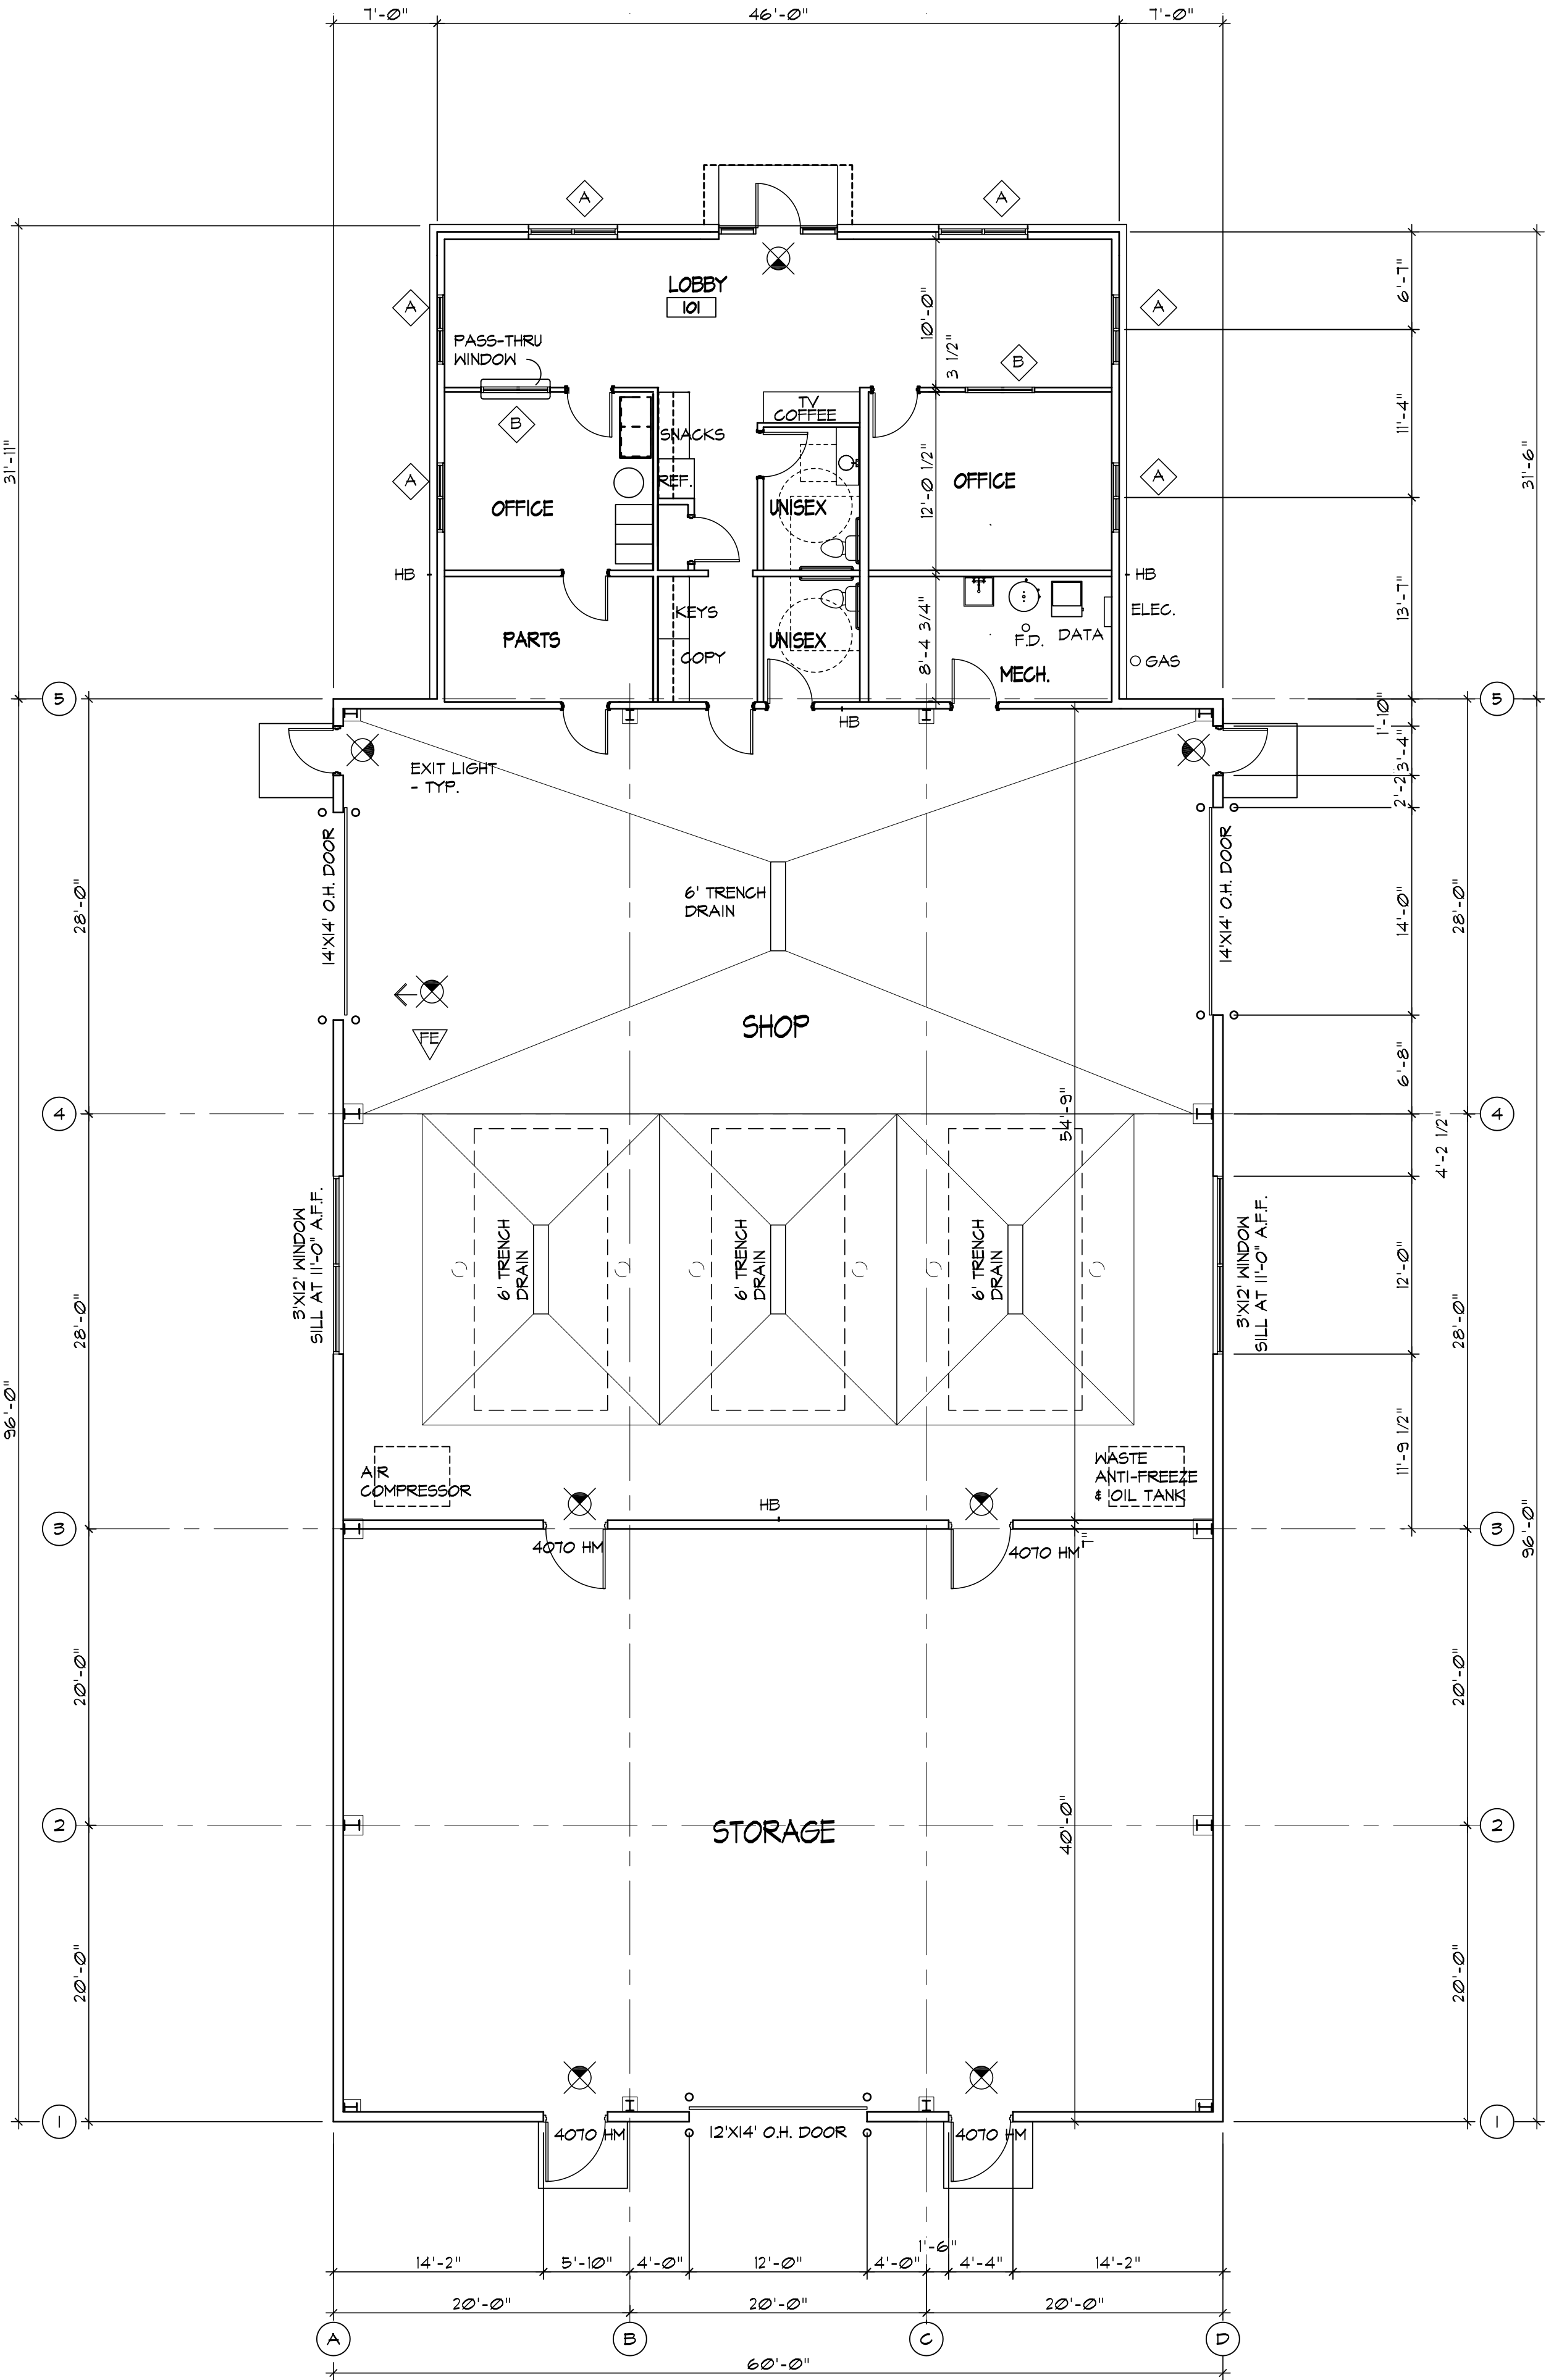 7'-0"
46'-0"
7'-0"
A
A
LOBBY
101
A
A
10'-0"
3 1/2"
6'-7"
PASS-THRU
WINDOW
B
B
TV
COFFEE
SNACKS
REF.
11'-4"
31'-11"
31'-6"
A
A
OFFICE
UNISEX
OFFICE
12'-0 1/2"
HB
HB
ELEC.
13'-7"
PARTS
KEYS
COPY
UNISEX
8'-4 3/4"
F.D.
DATA
MECH.
GAS
5
5
HB
1'-10"
3'-4"
2'-2
EXIT LIGHT
- TYP.
14'X14' O.H. DOOR
14'X14' O.H. DOOR
28'-0"
6' TRENCH
DRAIN
14'-0"
28'-0"
FE
SHOP
6'-8"
4
4
54'-9"
4'-2 1/2"
3'X12' WINDOW
SILL AT 11'-0" A.F.F.
6' TRENCH
DRAIN
6' TRENCH
DRAIN
6' TRENCH
DRAIN
3'X12' WINDOW
SILL AT 11'-0" A.F.F.
12'-0"
28'-0"
28'-0"
96'-0"
11'-9 1/2"
AIR
COMPRESSOR
WASTE
ANTI-FREEZE
& OIL TANK
HB
3
3
96'-0"
4070 HM
4070 HM
1"
20'-0"
20'-0"
2
2
STORAGE
40'-0"
20'-0"
20'-0"
1
1
4070 HM
12'X14' O.H. DOOR
4070 HM
14'-2"
5'-10"
4'-0"
12'-0"
4'-0"
1'-6"
4'-4"
14'-2"
20'-0"
20'-0"
20'-0"
A
B
C
D
60'-0"